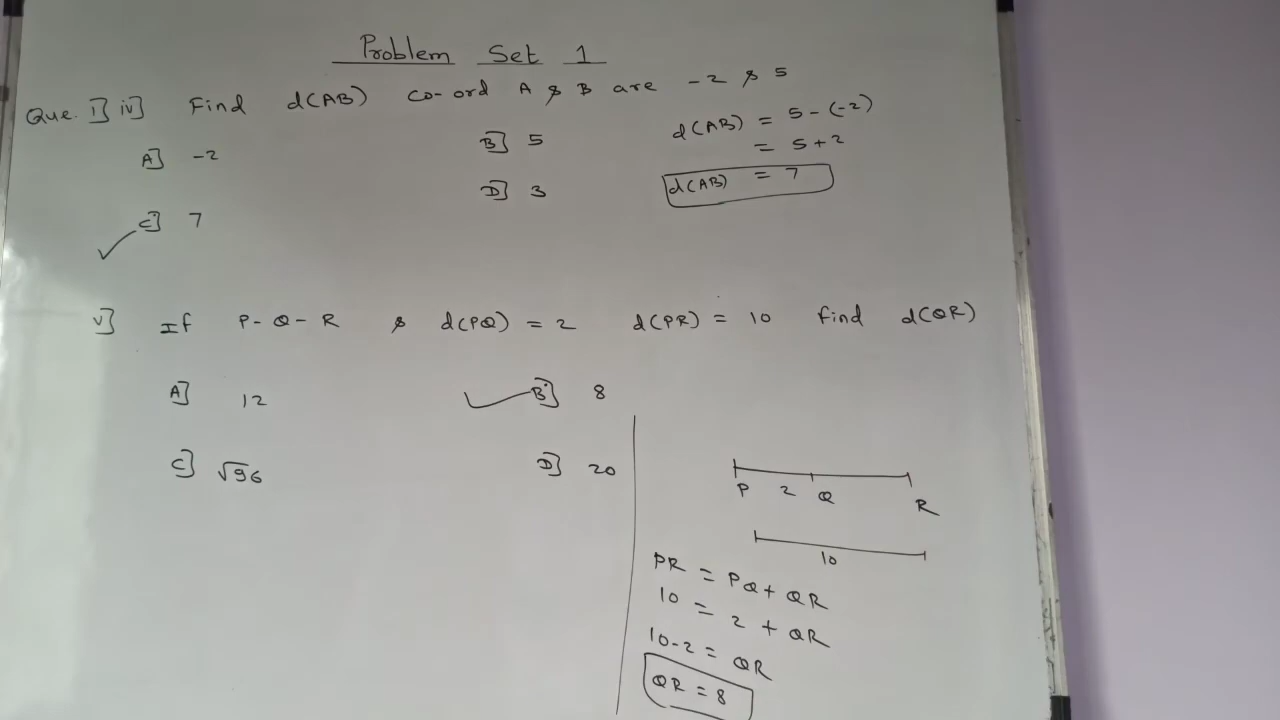 Problem Set 1
Que. 1] iv] Find d(AB) co-ord A & B are -2 & 5
A] -2
B] 5
C] 7
D] 3
d(AB) = 5-(-2)
= 5+2
d(AB) = 7
v] If P-Q-R & d(PQ) = 2 d(PR) = 10 find d(QR)
A] 12
B] 8
C] √96
D] 20
P 2 Q R
10
PR = PQ + QR
10 = 2 + QR
10-2 = QR
QR = 8